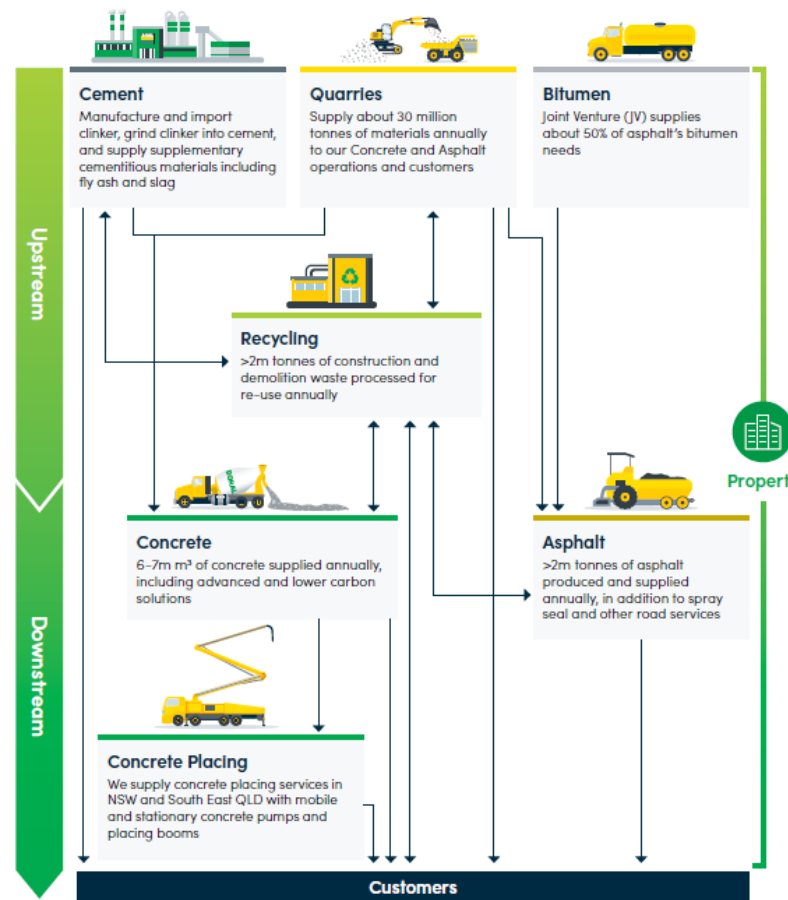 Cement
Manufacture and import
clinker, grind clinker into cement,
and supply supplementary
cementitious materials including
fly ash and slag
Quarries
Supply about 30 million
tonnes of materials annually
to our Concrete and Asphalt
operations and customers
Bitumen
Joint Venture (JV) supplies
about 50% of asphalt's bitumen
needs
Upstream
Recycling
>2m tonnes of construction and
demolition waste processed for
re-use annually
Propert
BORAL
Concrete
6-7m m³ of concrete supplied annually,
including advanced and lower carbon
solutions
Asphalt
>2m tonnes of asphalt
produced and supplied
annually, in addition to spray
seal and other road services
Downstream
Concrete Placing
We supply concrete placing services in
NSW and South East QLD with mobile
and stationary concrete pumps and
placing booms
Customers